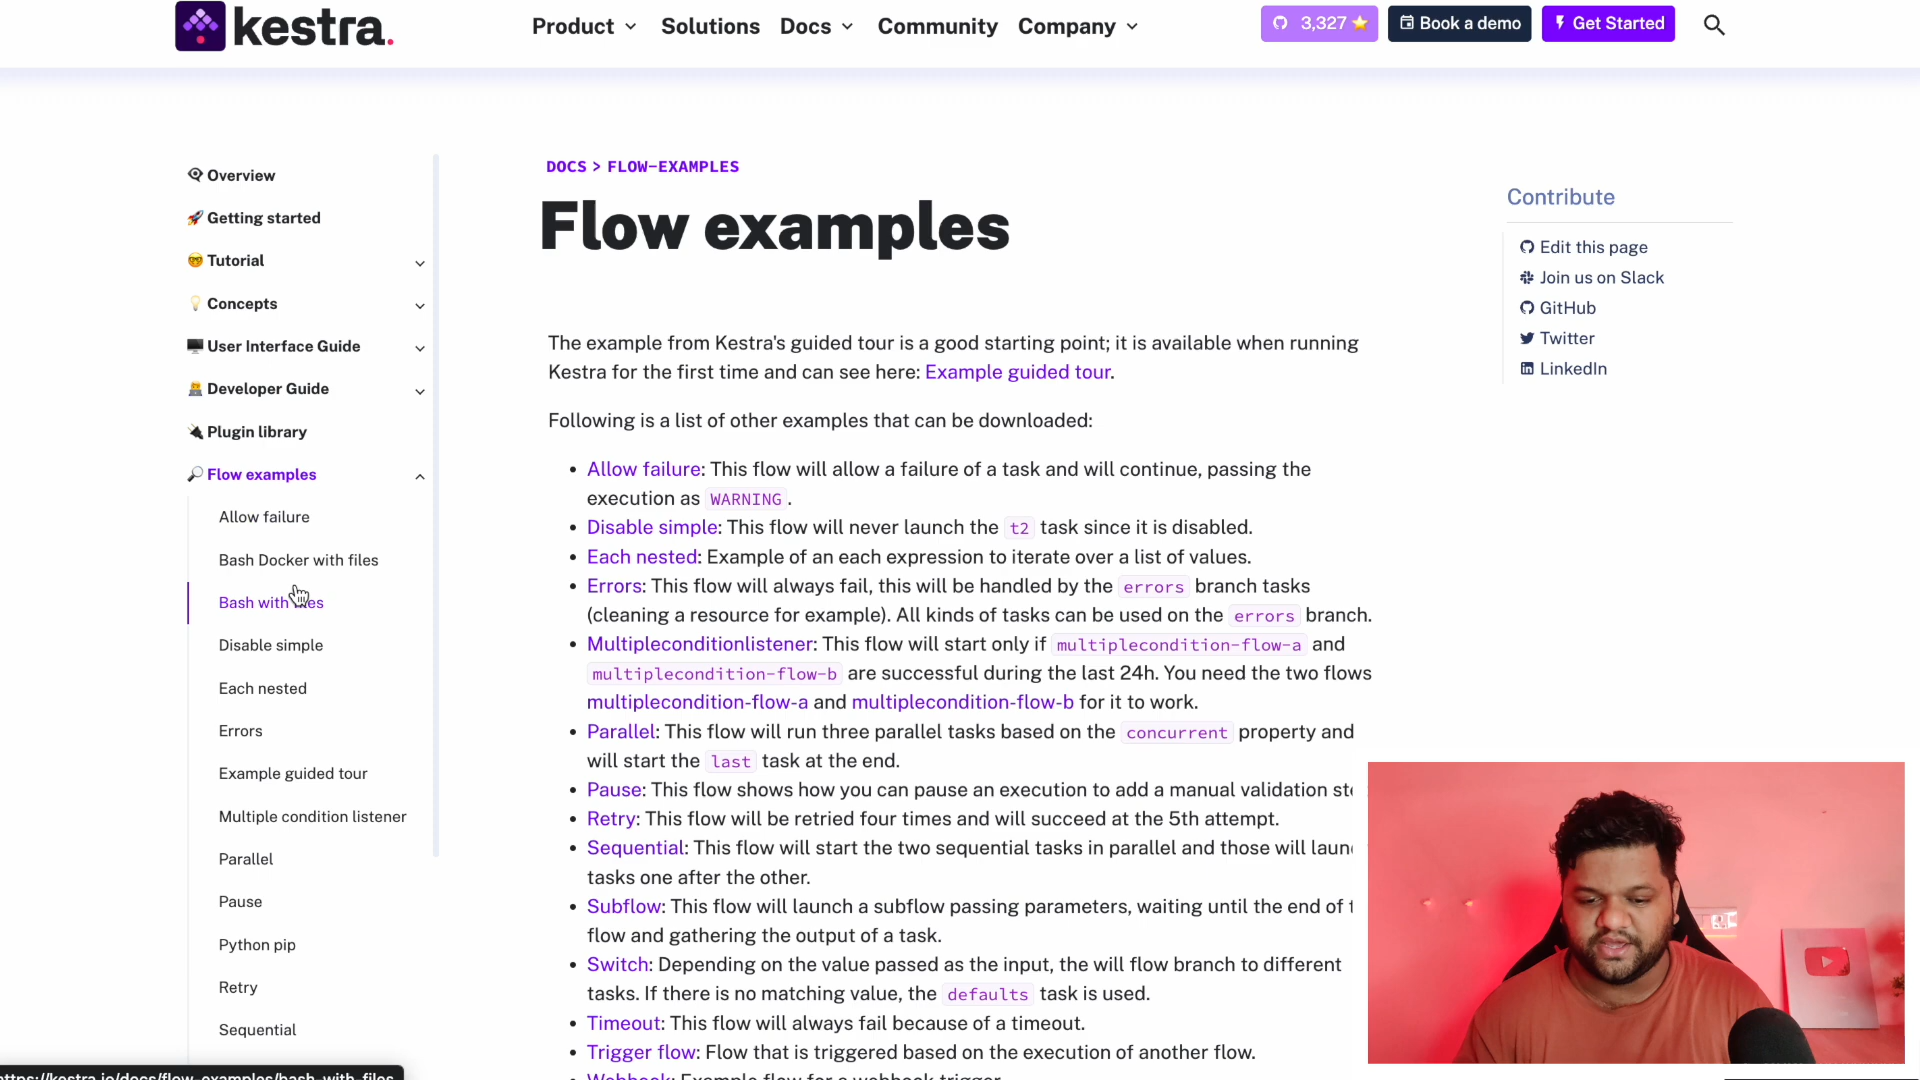 kestra.
Product
Solutions
Docs
Community
Company
3,327
Book a demo
Get Started
Overview
Getting started
Tutorial
Concepts
User Interface Guide
Developer Guide
Plugin library
Flow examples
Allow failure
Bash Docker with files
Bash with
Disable simple
Each nested
Errors
Example guided tour
Multiple condition listener
Parallel
Pause
Python pip
Retry
Sequential
https://kestra.io/docs/flow_examples/bash_with_files
DOCS > FLOW-EXAMPLES
Flow examples
The example from Kestra's guided tour is a good starting point; it is available when running
Kestra for the first time and can see here: Example guided tour.
Following is a list of other examples that can be downloaded:
• Allow failure: This flow will allow a failure of a task and will continue, passing the
execution as WARNING.
• Disable simple: This flow will never launch the t2 task since it is disabled.
• Each nested: Example of an each expression to iterate over a list of values.
• Errors: This flow will always fail, this will be handled by the errors branch tasks
(cleaning a resource for example). All kinds of tasks can be used on the errors branch.
• Multipleconditionlistener: This flow will start only if multiplecondition-flow-a and
multiplecondition-flow-b are successful during the last 24h. You need the two flows
multiplecondition-flow-a and multiplecondition-flow-b for it to work.
• Parallel: This flow will run three parallel tasks based on the concurrent property and
will start the last task at the end.
• Pause: This flow shows how you can pause an execution to add a manual validation
• Retry: This flow will be retried four times and will succeed at the 5th attempt.
• Sequential: This flow will start the two sequential tasks in parallel and those will
tasks one after the other.
• Subflow: This flow will launch a subflow passing parameters, waiting until the end of
flow and gathering the output of a task.
• Switch: Depending on the value passed as the input, the will flow branch to different
tasks. If there is no matching value, the defaults task is used.
• Timeout: This flow will always fail because of a timeout.
• Trigger flow: Flow that is triggered based on the execution of another flow.
• Webhook: Example flow for a webhook trigger
Contribute
Edit this page
Join us on Slack
GitHub
Twitter
LinkedIn